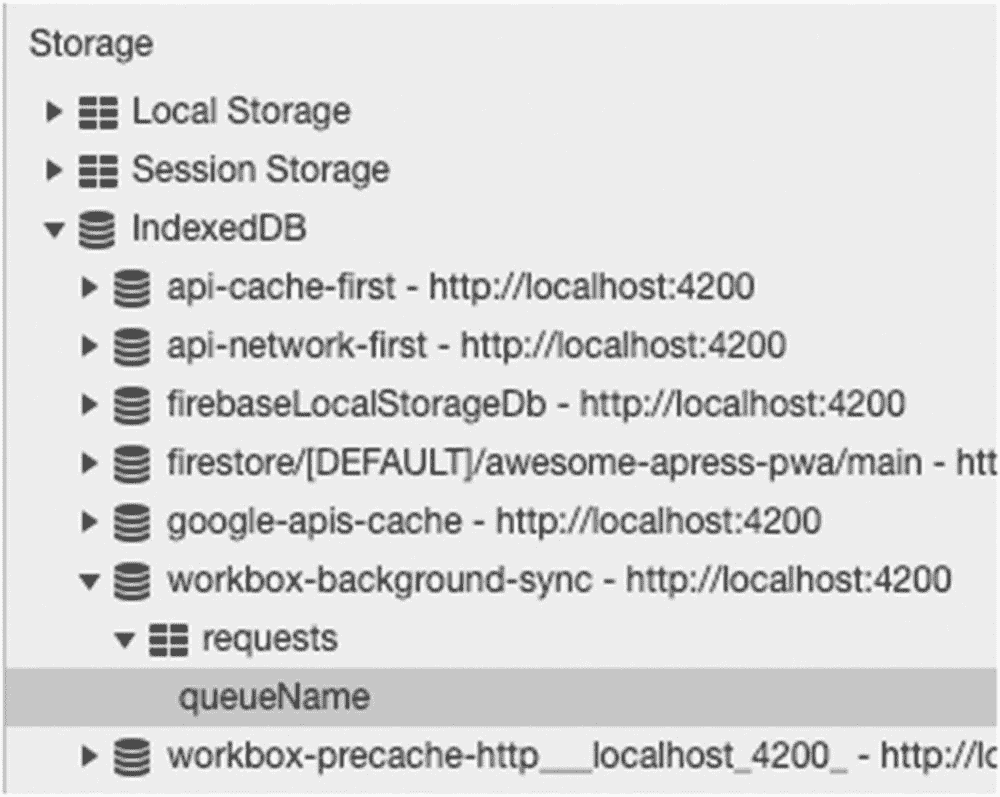 Storage
Local Storage
Session Storage
IndexedDB
api-cache-first - http://localhost:4200
api-network-first - http://localhost:4200
firebaseLocalStorageDb - http://localhost:4200
firestore/[DEFAULT]/awesome-apress-pwa/main - htt
google-apis-cache - http://localhost:4200
workbox-background-sync - http://localhost:4200
requests
queueName
workbox-precache-http___localhost_4200_ - http://lc